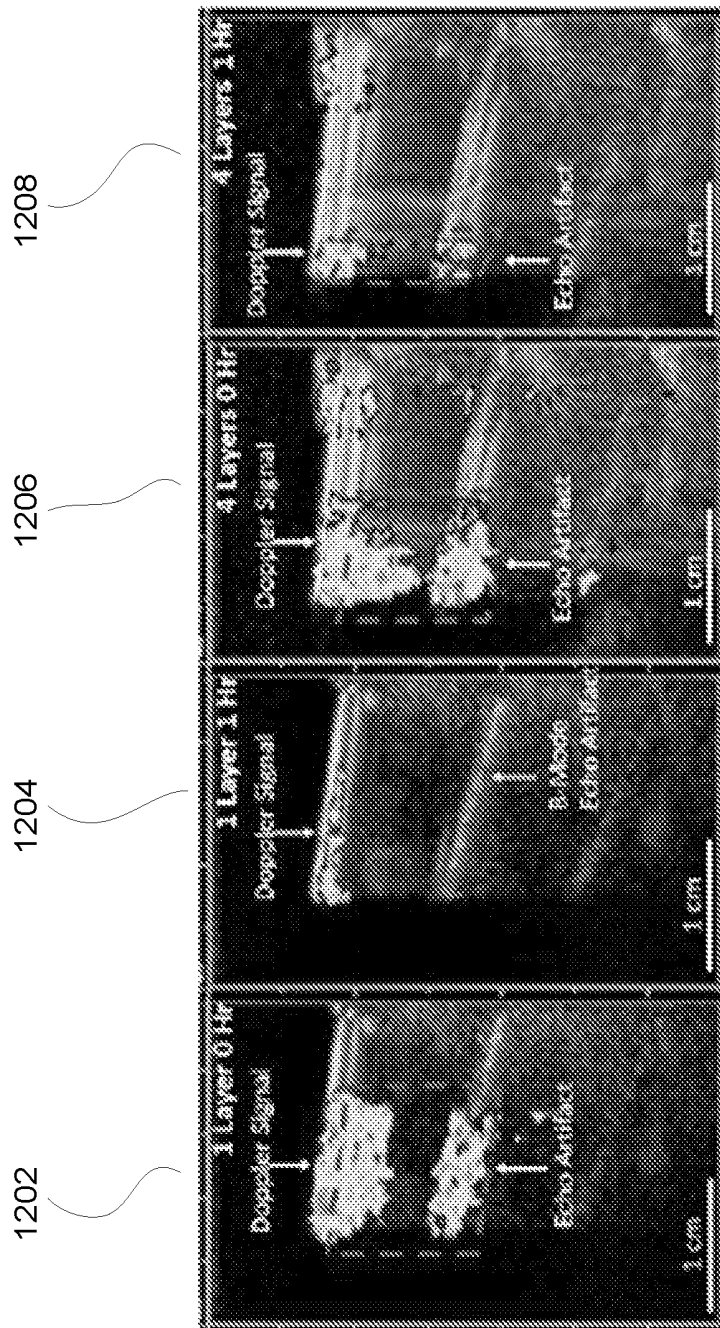 1202
1 Layer 0 Hr
Doppler Signal
Echo Artifact
1 cm
1204
1 Layer 1 Hr
Doppler Signal
B-Mode
Echo Artifact
1 cm
1206
4 Layers 0 Hr
Doppler Signal
Echo Artifact
1 cm
1208
4 Layers 1 Hr
Doppler Signal
Echo Artifact
1 cm